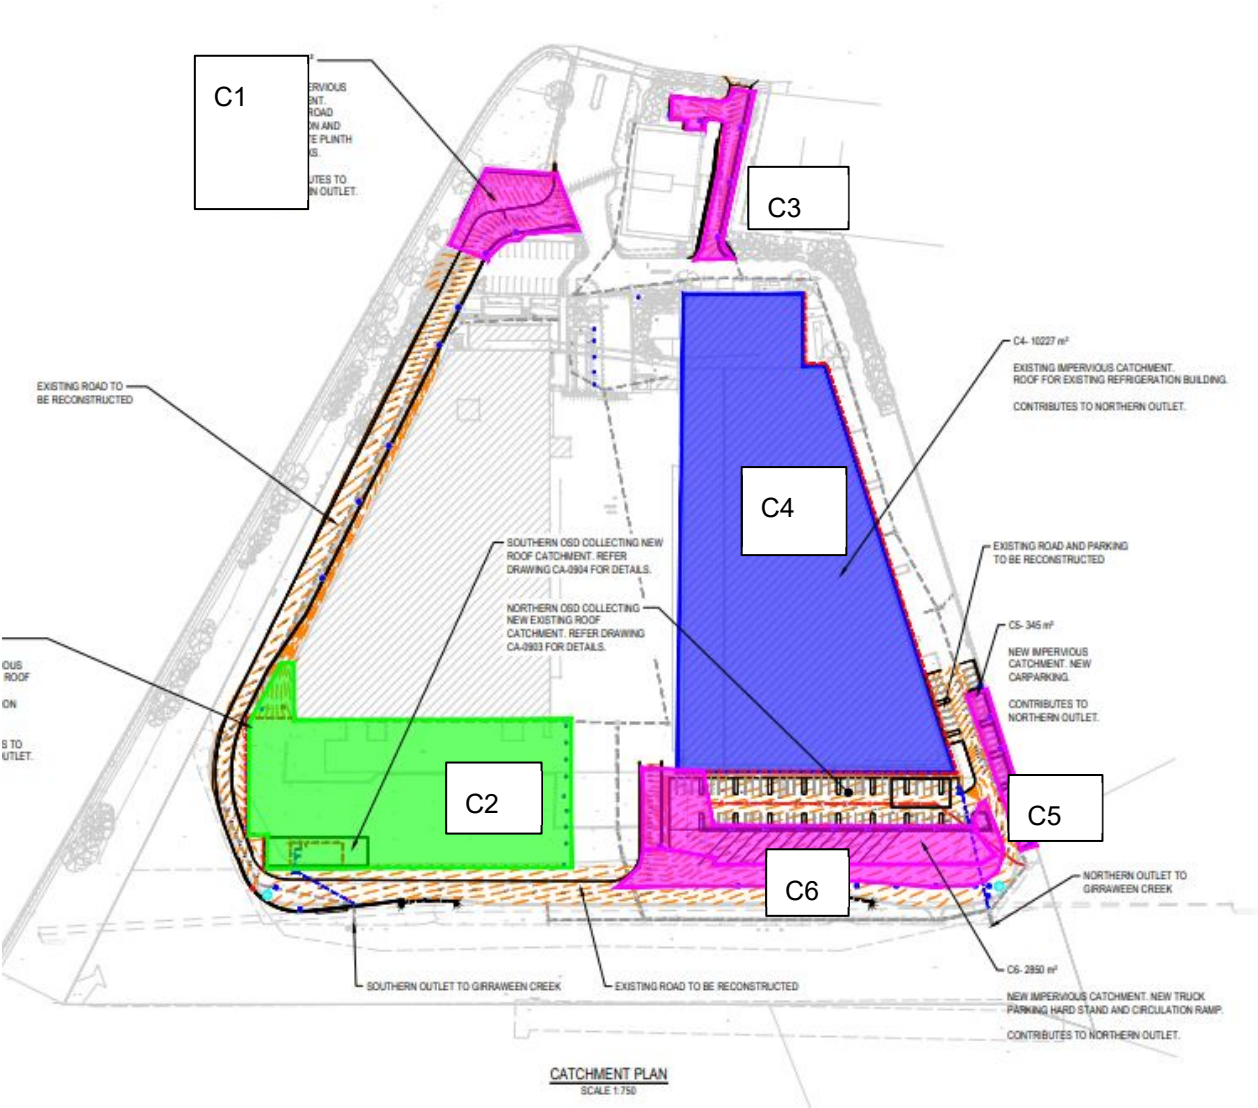 C1
ERVIOUS
ENT.
ROAD
ON AND
TE PLINTH
KS.
UTES TO
N OUTLET.
C3
C4- 10227 m²
EXISTING IMPERVIOUS CATCHMENT.
ROOF FOR EXISTING REFRIGERATION BUILDING.
CONTRIBUTES TO NORTHERN OUTLET.
EXISTING ROAD TO
BE RECONSTRUCTED
C4
SOUTHERN OSD COLLECTING NEW
ROOF CATCHMENT. REFER
DRAWING CA-0904 FOR DETAILS.
EXISTING ROAD AND PARKING
TO BE RECONSTRUCTED
NORTHERN OSD COLLECTING
NEW EXISTING ROOF
CATCHMENT. REFER DRAWING
CA-0903 FOR DETAILS.
C5- 345 m²
NEW IMPERVIOUS
CATCHMENT. NEW
CARPARKING.
CONTRIBUTES TO
NORTHERN OUTLET.
OUS
ROOF
ON
S TO
UTLET.
C2
C5
C6
NORTHERN OUTLET TO
GIRRAWEEN CREEK
SOUTHERN OUTLET TO GIRRAWEEN CREEK
EXISTING ROAD TO BE RECONSTRUCTED
C6- 2850 m²
NEW IMPERVIOUS CATCHMENT. NEW TRUCK
PARKING HARD STAND AND CIRCULATION RAMP.
CONTRIBUTES TO NORTHERN OUTLET.
CATCHMENT PLAN
SCALE 1:750